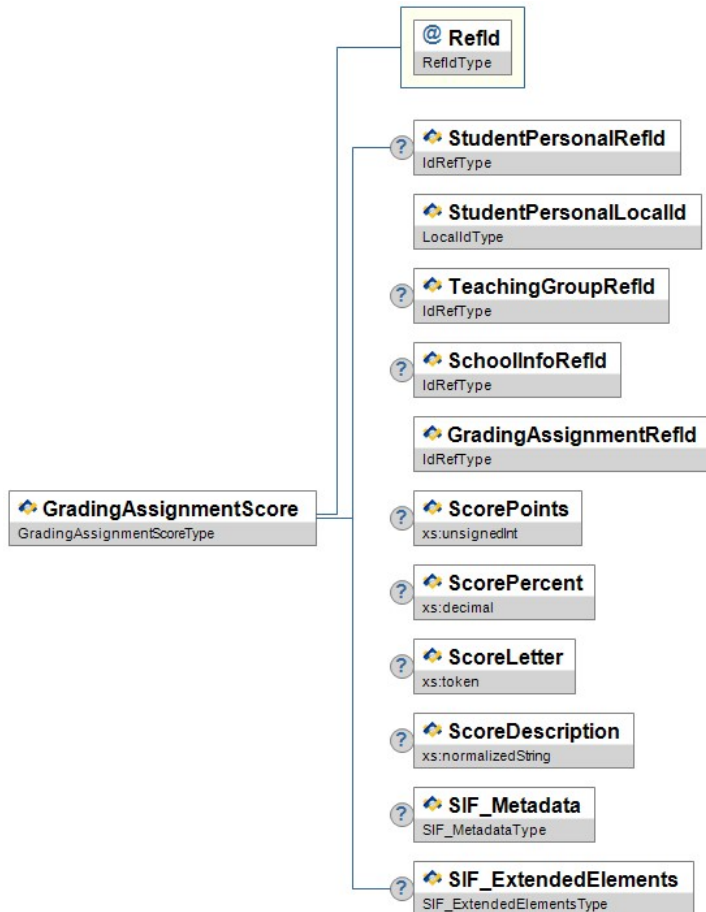 @ RefId
RefIdType
? StudentPersonalRefId
IdRefType
StudentPersonalLocalId
LocalIdType
? TeachingGroupRefId
IdRefType
? SchoolInfoRefId
IdRefType
GradingAssignmentRefId
IdRefType
GradingAssignmentScore
GradingAssignmentScoreType
? ScorePoints
xs:unsignedInt
? ScorePercent
xs:decimal
? ScoreLetter
xs:token
? ScoreDescription
xs:normalizedString
? SIF_Metadata
SIF_MetadataType
? SIF_ExtendedElements
SIF_ExtendedElementsType